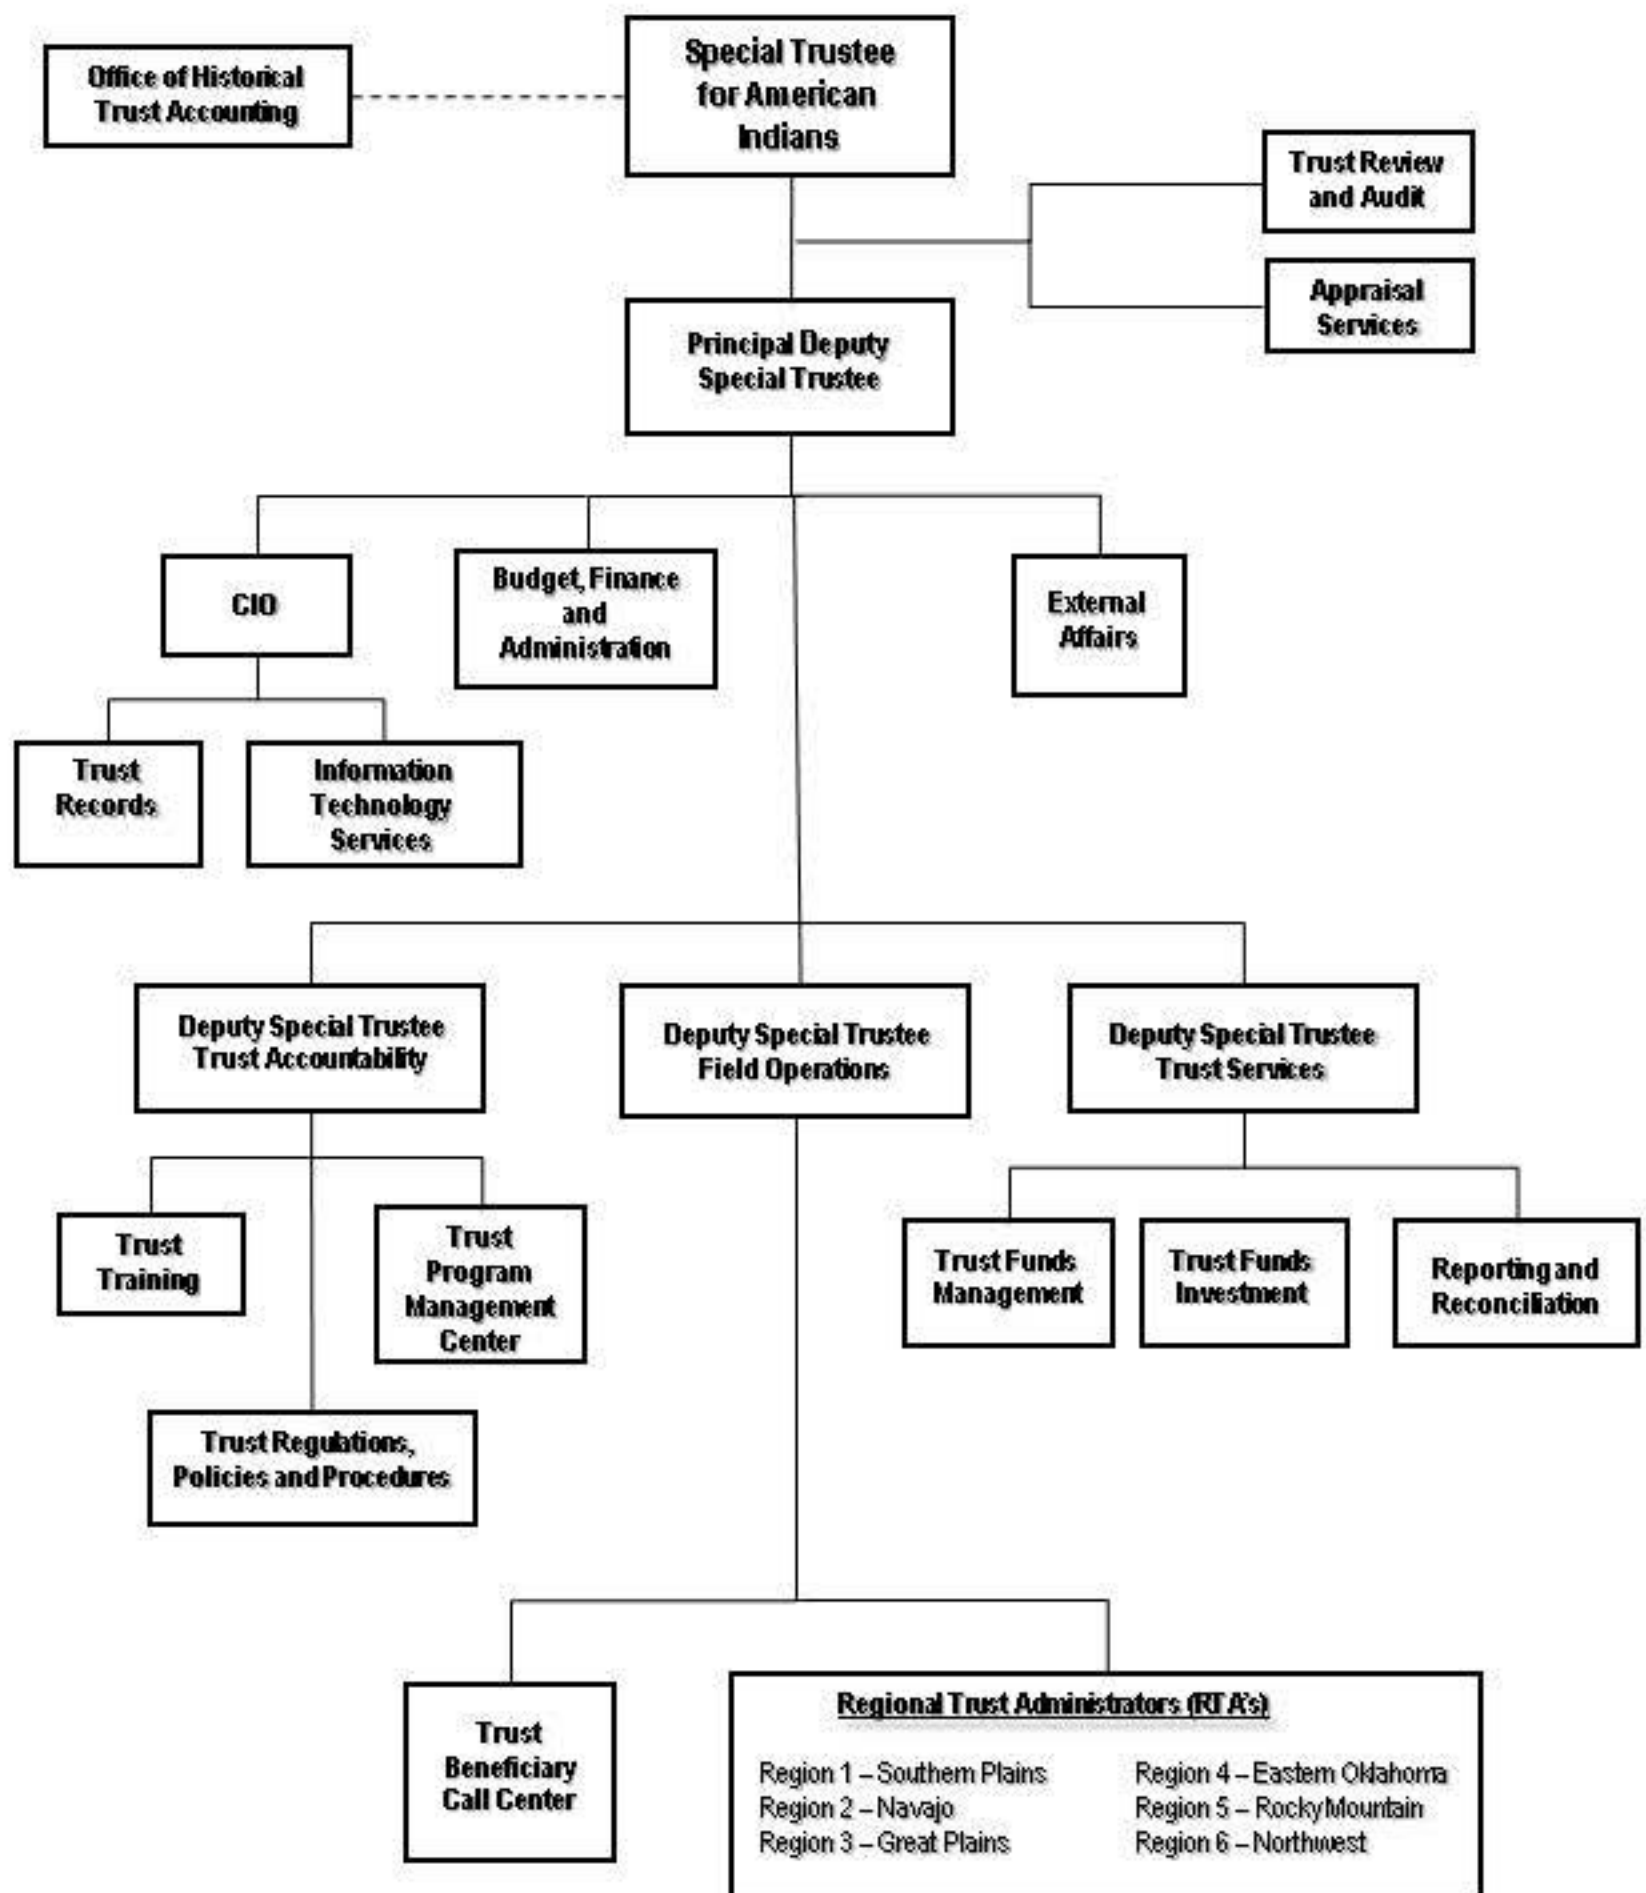 Office of Historical
Trust Accounting
Special Trustee
for American
Indians
Trust Review
and Audit
Appraisal
Services
Principal Deputy
Special Trustee
CIO
Budget, Finance
and
Administration
External
Affairs
Trust
Records
Information
Technology
Services
Deputy Special Trustee
Trust Accountability
Deputy Special Trustee
Field Operations
Deputy Special Trustee
Trust Services
Trust
Training
Trust
Program
Management
Center
Trust Funds
Management
Trust Funds
Investment
Reporting and
Reconciliation
Trust Regulations,
Policies and Procedures
Trust
Beneficiary
Call Center
Regional Trust Administrators (RTA's)
Region 1 – Southern Plains
Region 2 – Navajo
Region 3 – Great Plains
Region 4 – Eastern Oklahoma
Region 5 – Rocky Mountain
Region 6 – Northwest